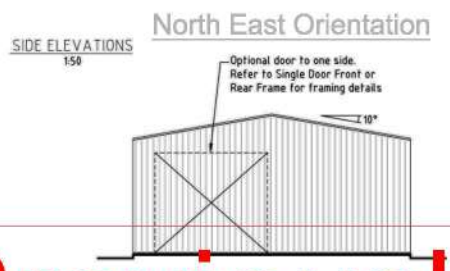 North East Orientation
SIDE ELEVATIONS
1:50
Optional door to one side.
Refer to Single Door Front or
Rear Frame for framing details
10°